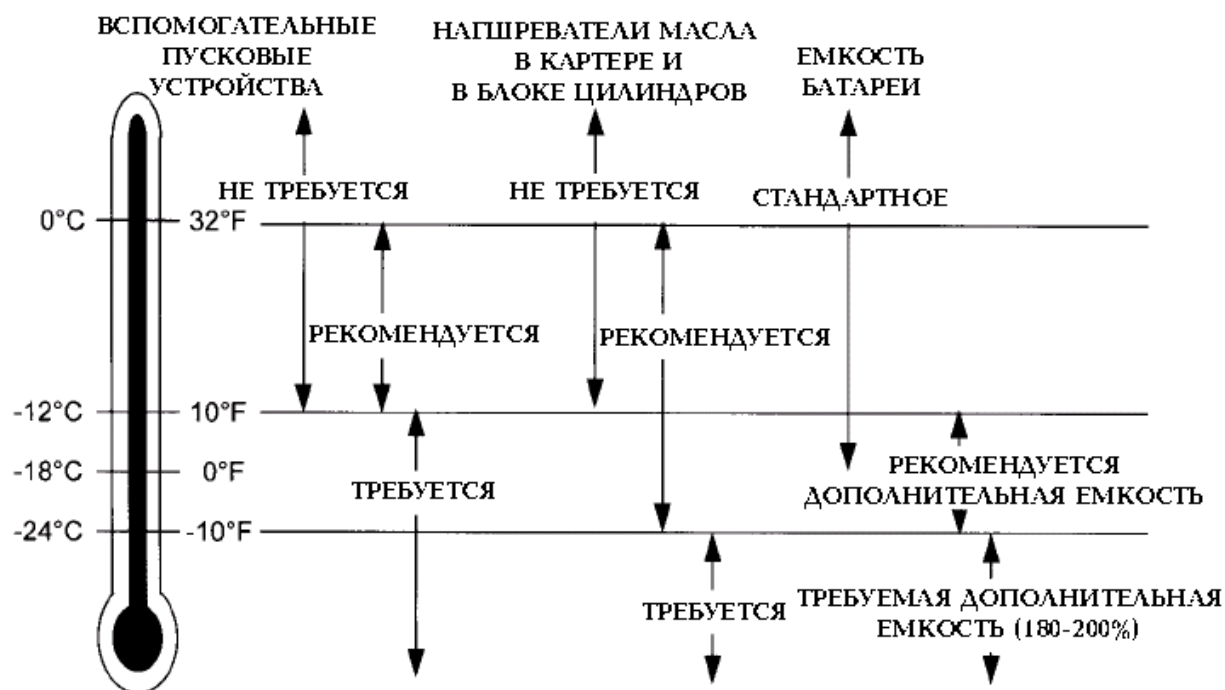 ВСПОМОГАТЕЛЬНЫЕ
ПУСКОВЫЕ
УСТРОЙСТВА
НАГШРЕВАТЕЛИ МАСЛА
В КАРТЕРЕ И
В БЛОКЕ ЦИЛИНДРОВ
ЕМКОСТЬ
БАТАРЕИ
НЕ ТРЕБУЕТСЯ
НЕ ТРЕБУЕТСЯ
СТАНДАРТНОЕ
0°C
32°F
РЕКОМЕНДУЕТСЯ
РЕКОМЕНДУЕТСЯ
-12°C
10°F
-18°C
0°F
ТРЕБУЕТСЯ
РЕКОМЕНДУЕТСЯ
ДОПОЛНИТЕЛЬНАЯ ЕМКОСТЬ
-24°C
-10°F
ТРЕБУЕТСЯ
ТРЕБУЕМАЯ ДОПОЛНИТЕЛЬНАЯ
ЕМКОСТЬ (180-200%)